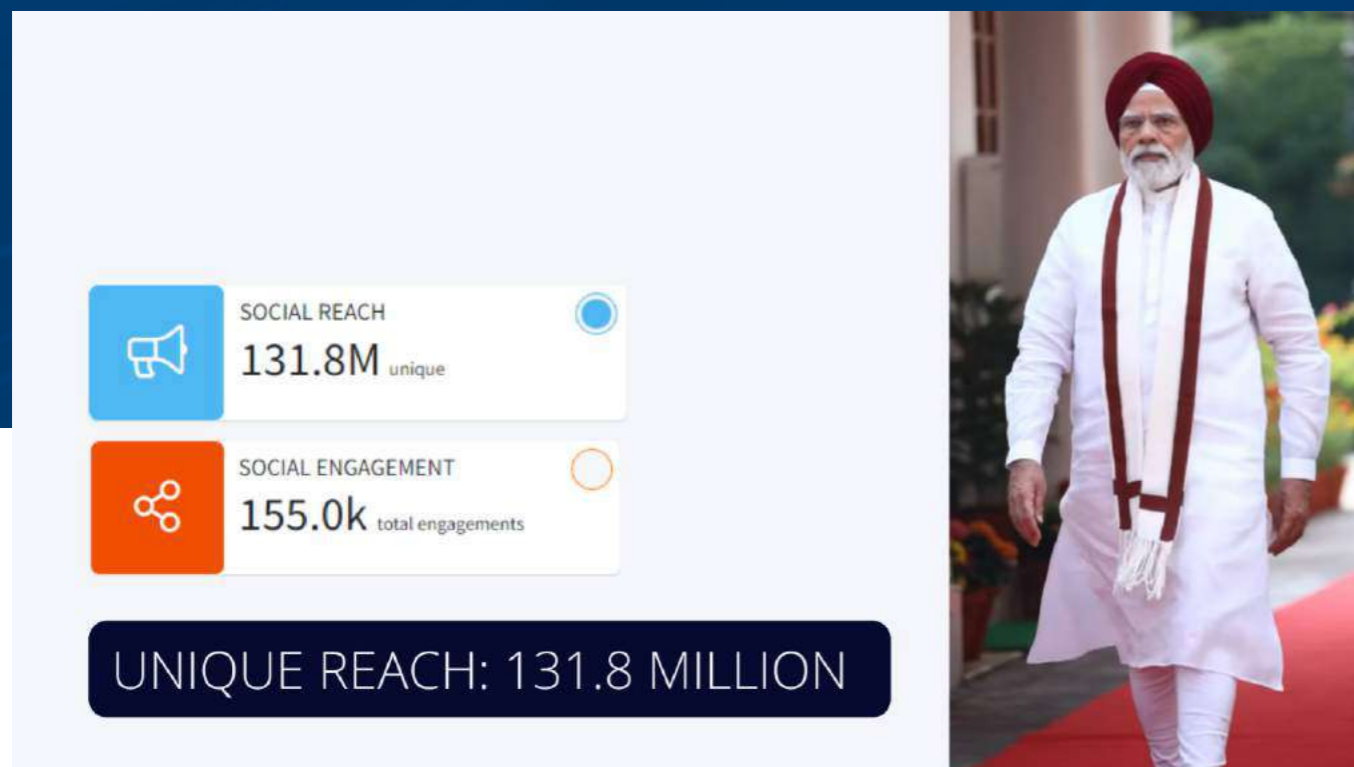 SOCIAL REACH
131.8M unique
SOCIAL ENGAGEMENT
155.0k total engagements
UNIQUE REACH: 131.8 MILLION